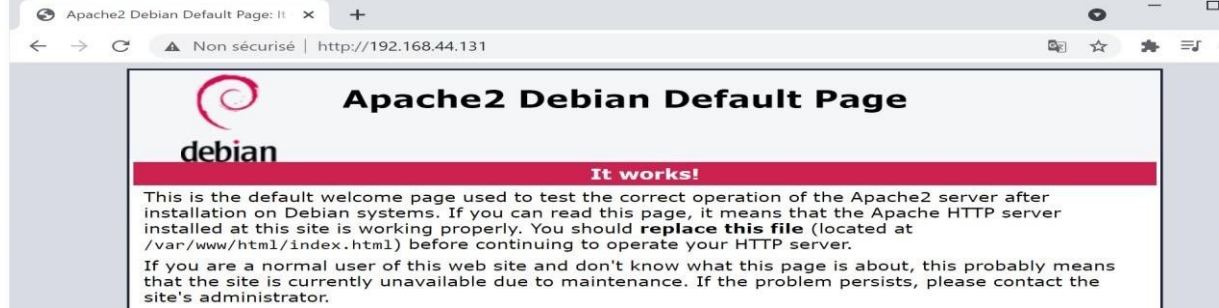 Apache2 Debian Default Page: It
Non sécurisé | http://192.168.44.131
debian
Apache2 Debian Default Page
It works!
This is the default welcome page used to test the correct operation of the Apache2 server after
installation on Debian systems. If you can read this page, it means that the Apache HTTP server
installed at this site is working properly. You should replace this file (located at
/var/www/html/index.html) before continuing to operate your HTTP server.
If you are a normal user of this web site and don't know what this page is about, this probably means
that the site is currently unavailable due to maintenance. If the problem persists, please contact the
site's administrator.